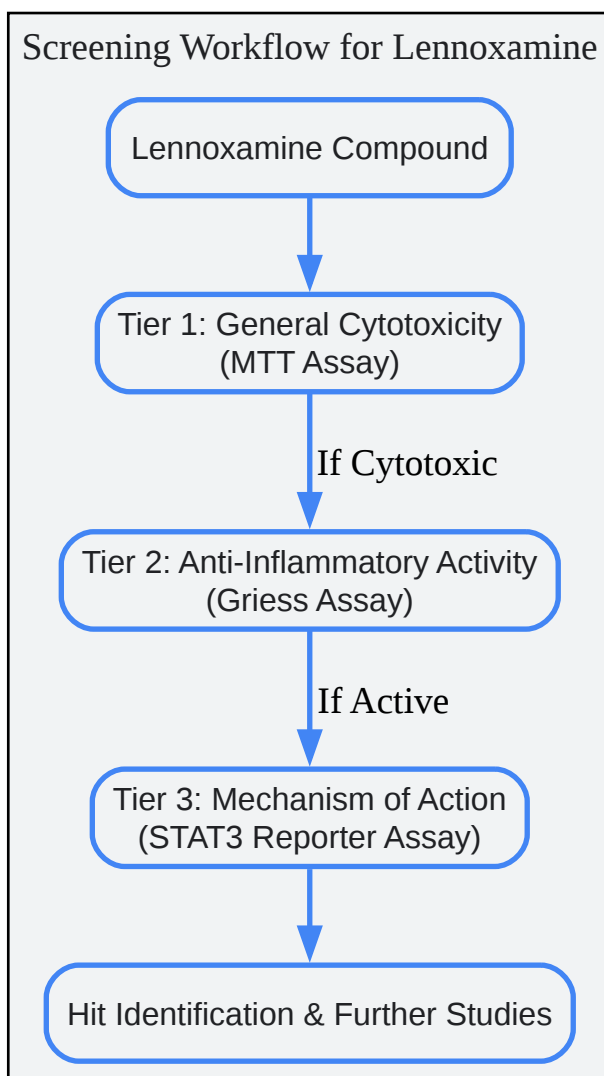 Screening Workflow for Lennoxamine
Lennoxamine Compound
Tier 1: General Cytotoxicity
(MTT Assay)
If Cytotoxic
Tier 2: Anti-Inflammatory Activity
(Griess Assay)
If Active
Tier 3: Mechanism of Action
(STAT3 Reporter Assay)
Hit Identification & Further Studies